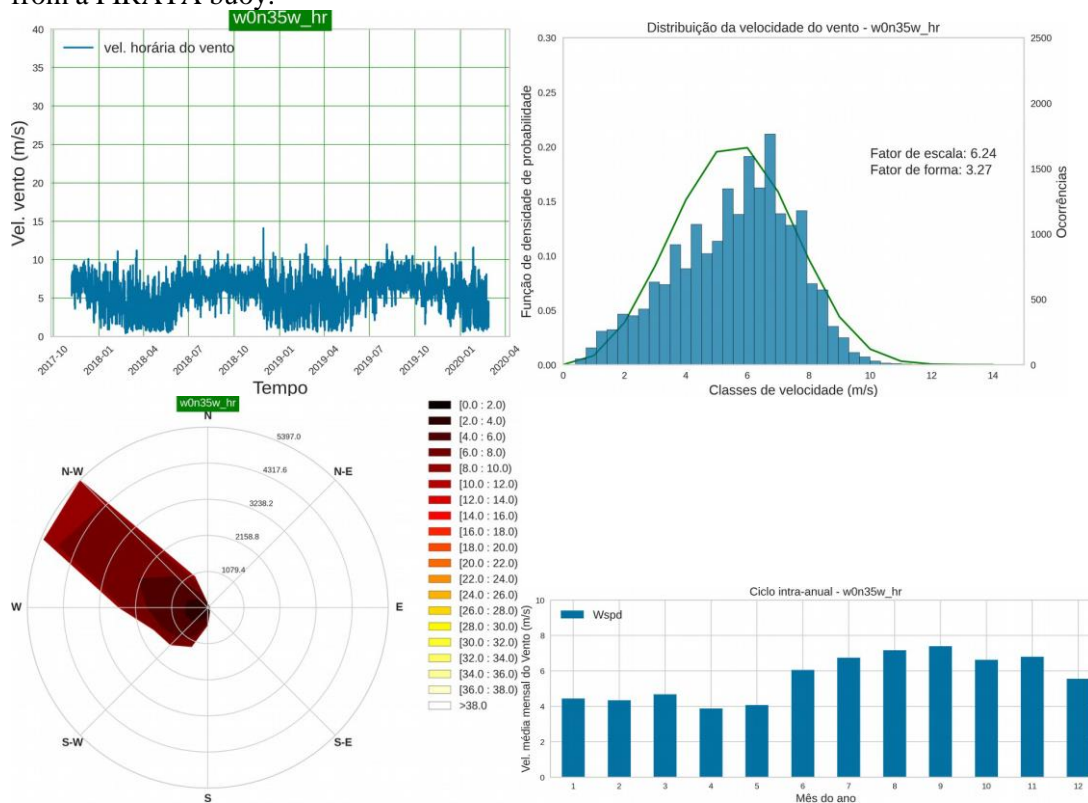 from a PIRATA buoy.
w0n35w_hr
vel. horária do vento
Vel. vento (m/s)
40
35
30
25
20
15
10
5
0
2017-10
2018-01
2018-04
2018-07
2018-10
2019-01
2019-04
2019-07
2019-10
2020-01
2020-04
Tempo
Distribuição da velocidade do vento - w0n35w_hr
Função de densidade de probabilidade
0.30
0.25
0.20
0.15
0.10
0.05
0.00
Fator de escala: 6.24
Fator de forma: 3.27
2500
2000
1500
1000
500
0
Ocorrências
0 2 4 6 8 10 12 14
Classes de velocidade (m/s)
w0n35w_hr
N
N-E
E
S-E
S
S-W
W
N-W
5397.0
4317.6
3238.2
2158.8
1079.4
[0.0 : 2.0)
[2.0 : 4.0)
[4.0 : 6.0)
[6.0 : 8.0)
[8.0 : 10.0)
[10.0 : 12.0)
[12.0 : 14.0)
[14.0 : 16.0)
[16.0 : 18.0)
[18.0 : 20.0)
[20.0 : 22.0)
[22.0 : 24.0)
[24.0 : 26.0)
[26.0 : 28.0)
[28.0 : 30.0)
[30.0 : 32.0)
[32.0 : 34.0)
[34.0 : 36.0)
[36.0 : 38.0)
>38.0
Ciclo intra-anual - w0n35w_hr
Wspd
Vel. média mensal do Vento (m/s)
10
8
6
4
2
0
1 2 3 4 5 6 7 8 9 10 11 12
Mês do ano